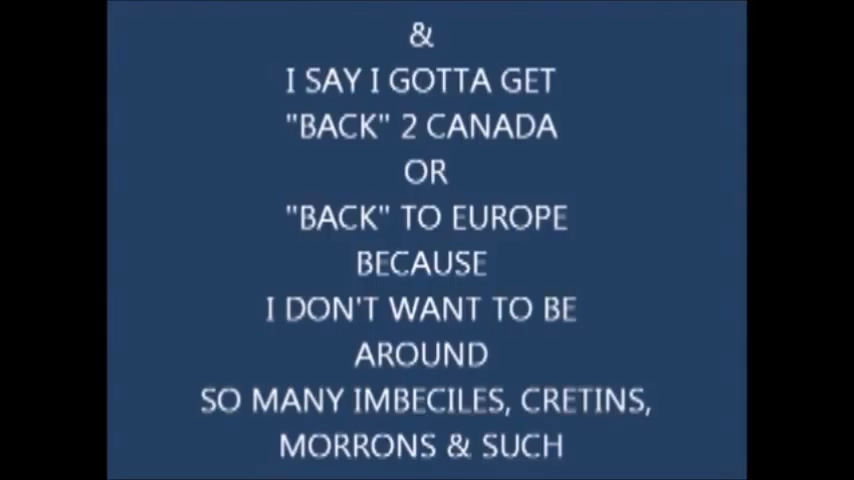 &
I SAY I GOTTA GET
"BACK" 2 CANADA
OR
"BACK" TO EUROPE
BECAUSE
I DON'T WANT TO BE
AROUND
SO MANY IMBECILES, CRETINS,
MORRONS & SUCH